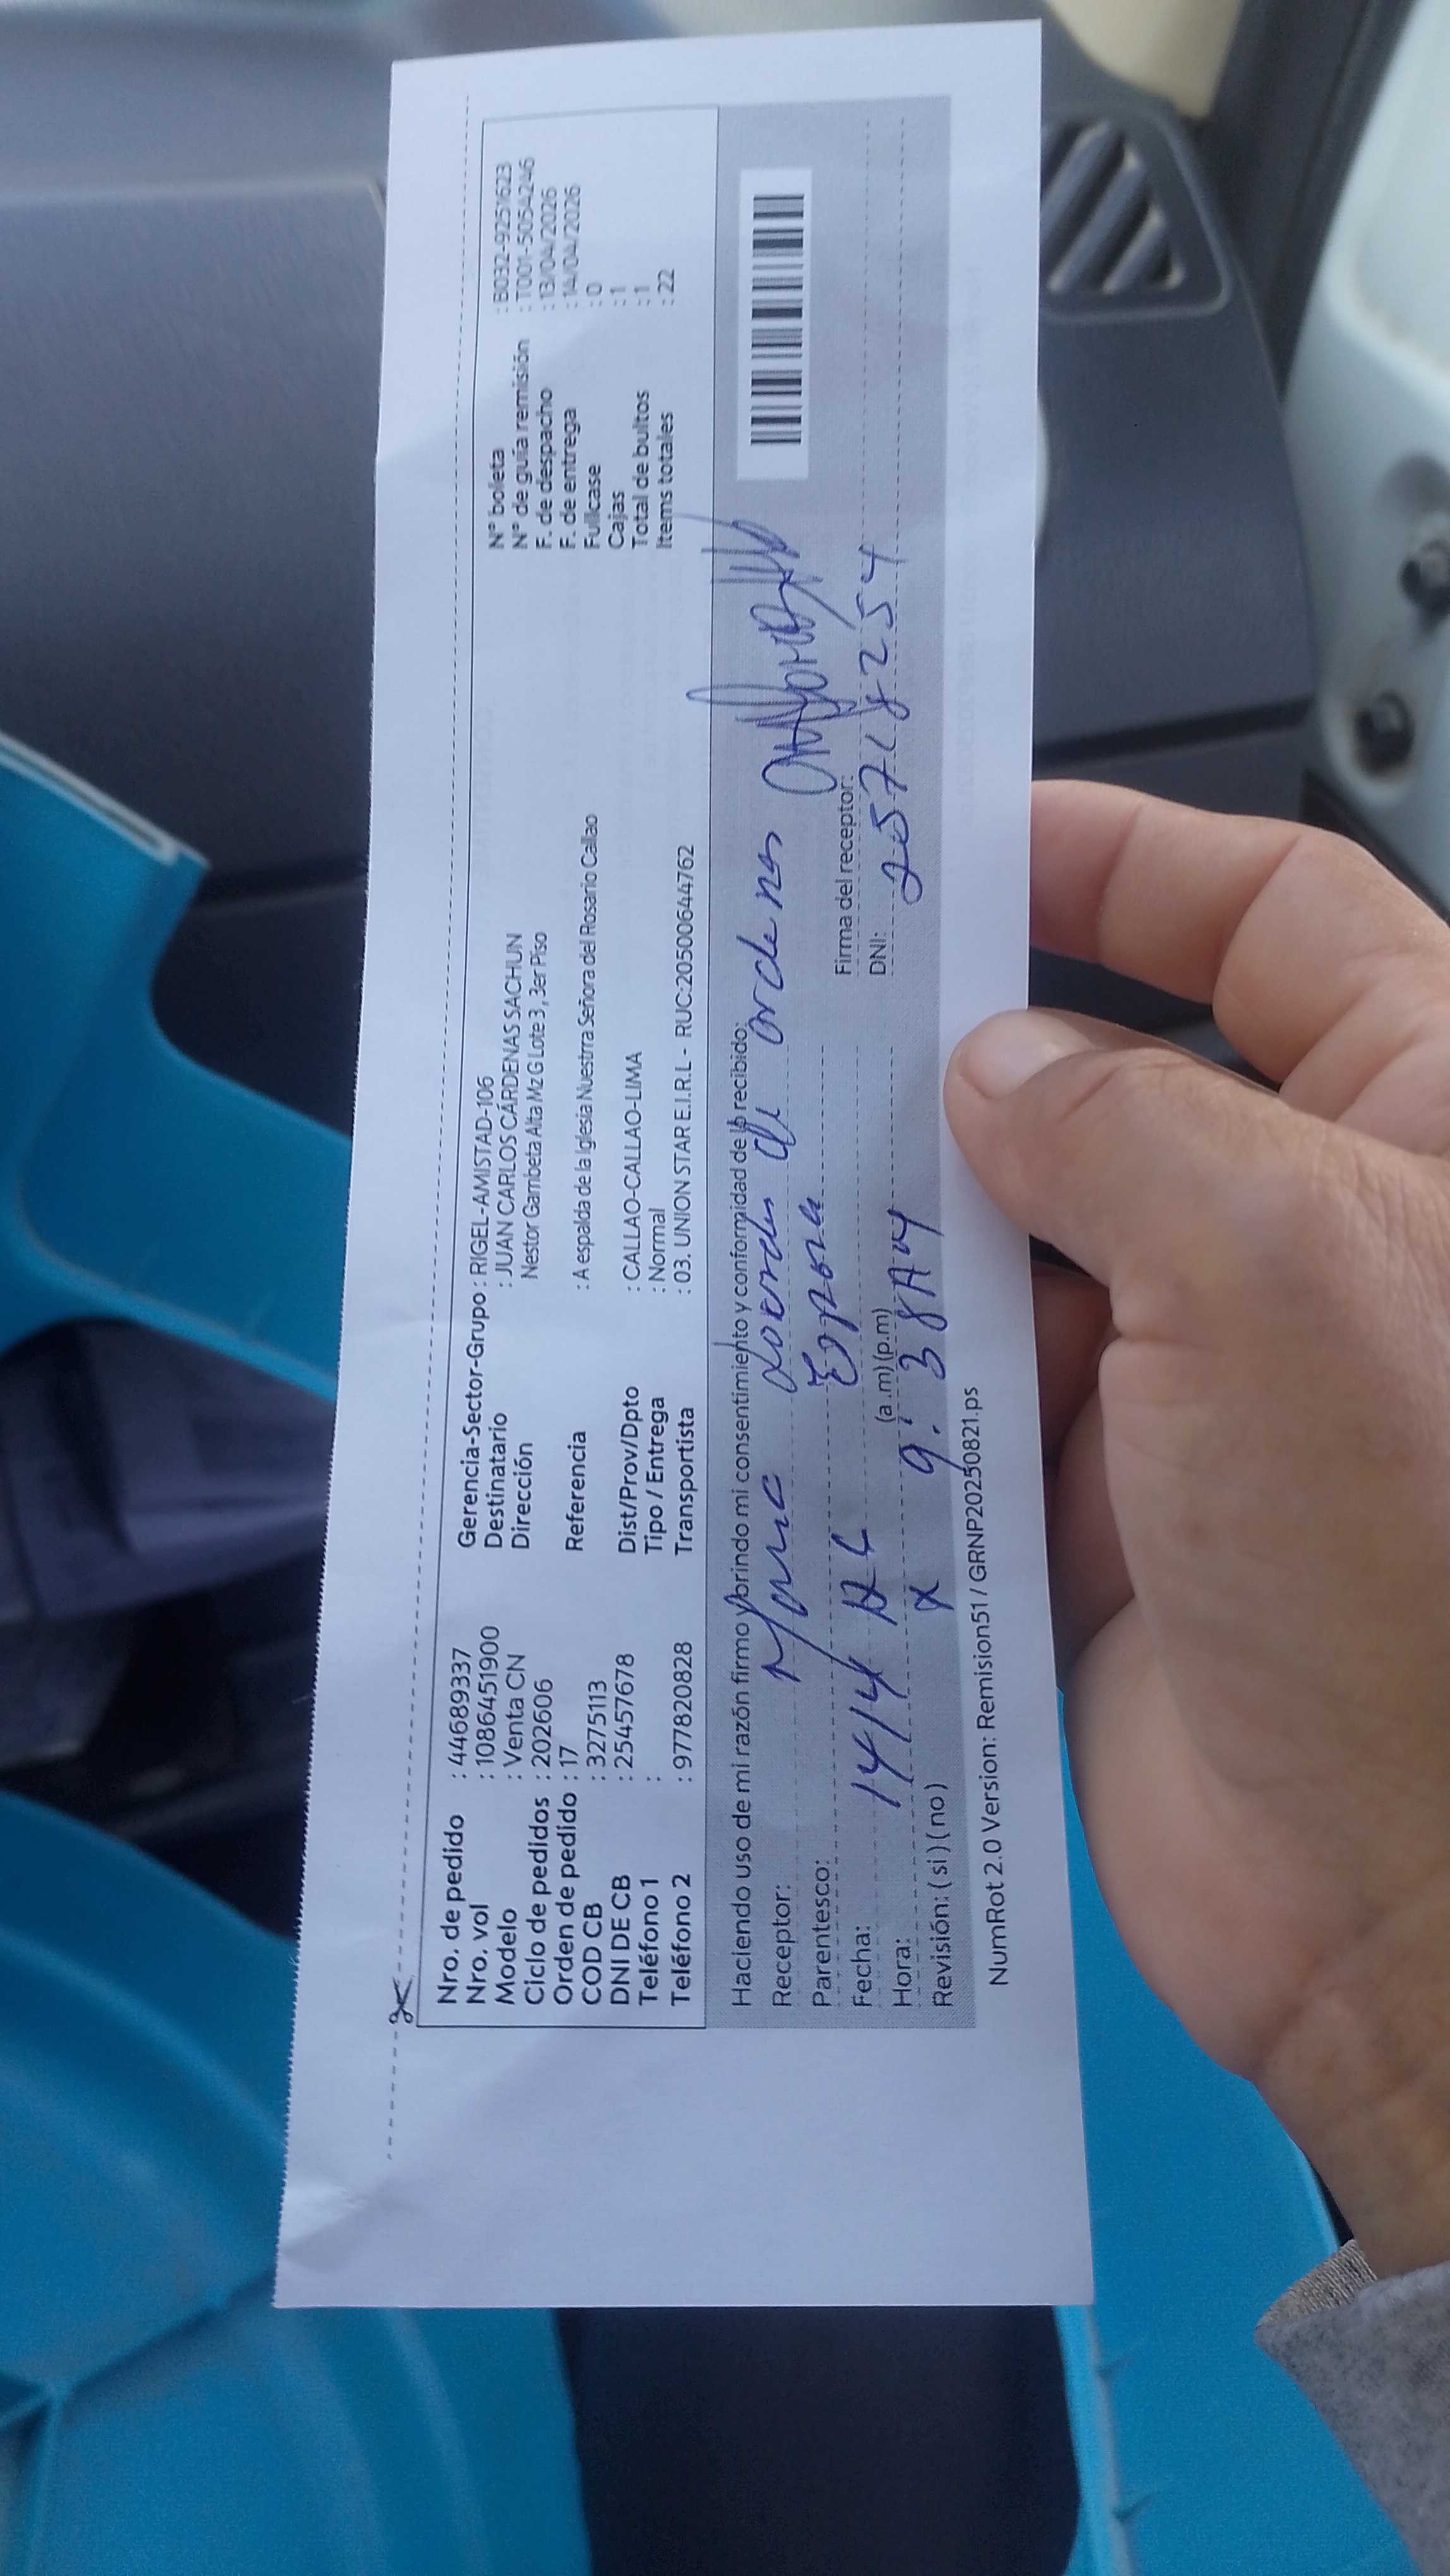 Nro. de pedido : 44689337
Nro. vol : 1086451900
Modelo : Venta CN
Ciclo de pedidos : 202606
Orden de pedido : 17
COD CB : 3275113
DNI DE CB : 25457678
Teléfono 1 :
Teléfono 2 : 977820828
Gerencia-Sector-Grupo : RIGEL-AMISTAD-106
Destinatario : JUAN CARLOS CÁRDENAS SACHUN
Dirección Nestor Gambeta Alta Mz G Lote 3 , 3er Piso
Referencia : A espalda de la Iglesia Nuestrra Señora del Rosario Callao
Dist/Prov/Dpto : CALLAO-CALLAO-LIMA
Tipo / Entrega : Normal
Transportista : 03. UNION STAR E.I.R.L - RUC:20500644762
N° boleta : B032-9251623
N° de guía remisión : T001-5054246
F. de despacho : 13/04/2026
F. de entrega : 14/04/2026
Fullcase : 0
Cajas : 1
Total de bultos : 1
Items totales : 22
Haciendo uso de mi razón firmo y brindo mi consentimiento y conformidad de lo recibido:
Receptor:
Parentesco: Esposa
Fecha: 14/4
Hora: 9:38 AM (a .m) (p.m)
Revisión: ( si ) ( no )
Firma del receptor:
DNI:
NumRot 2.0 Version: Remision51 / GRNP20250821.ps